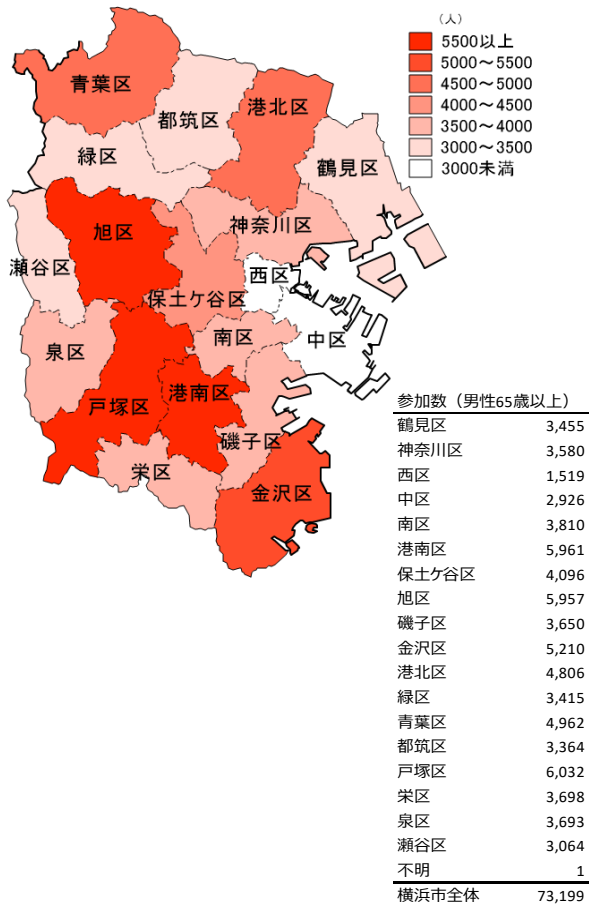 （人）
5500以上
5000～5500
4500～5000
4000～4500
3500～4000
3000～3500
3000未満
青葉区
港北区
都筑区
緑区
鶴見区
旭区
神奈川区
瀬谷区
西区
保土ケ谷区
中区
南区
泉区
港南区
戸塚区
磯子区
栄区
金沢区
参加数（男性65歳以上）
鶴見区 3,455
神奈川区 3,580
西区 1,519
中区 2,926
南区 3,810
港南区 5,961
保土ケ谷区 4,096
旭区 5,957
磯子区 3,650
金沢区 5,210
港北区 4,806
緑区 3,415
青葉区 4,962
都筑区 3,364
戸塚区 6,032
栄区 3,698
泉区 3,693
瀬谷区 3,064
不明 1
横浜市全体 73,199